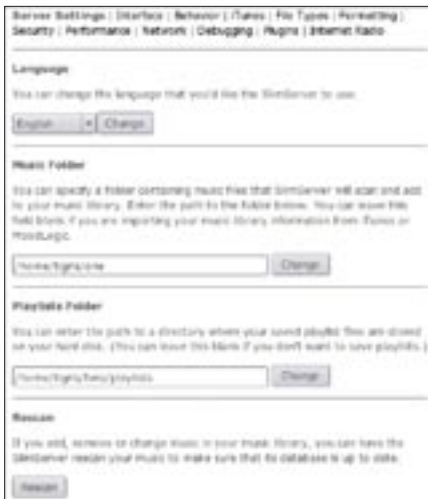 Server Settings | Interface | Behavior | iTunes | File Types | Formatting |
Security | Performance | Network | Debugging | Plugins | Internet Radio
Language
You can change the language that you'd like the SlimServer to use.
English Change
Music Folder
You can specify a folder containing music files that SlimServer will scan and add
to your music library. Enter the path to the folder below. You can leave this
field blank if you are importing your music library information from iTunes or
MoodLogic.
Change
Playlists Folder
You can enter the path to a directory where your saved playlist files are stored
on your hard disk. (You can leave this blank if you don't want to save playlists.)
Change
Rescan
If you add, remove or change music in your music library, you can have the
SlimServer rescan your music to make sure that its database is up to date.
Rescan